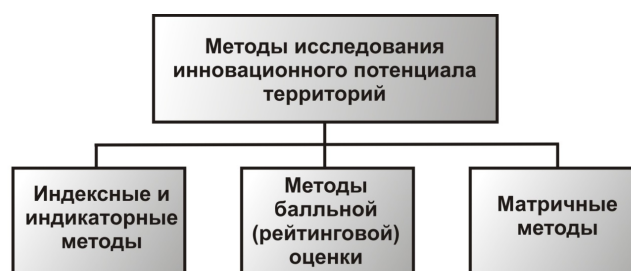 Методы исследования
инновационного потенциала
территорий
Индексные и
индикаторные
методы
Методы
балльной
(рейтинговой)
оценки
Матричные
методы